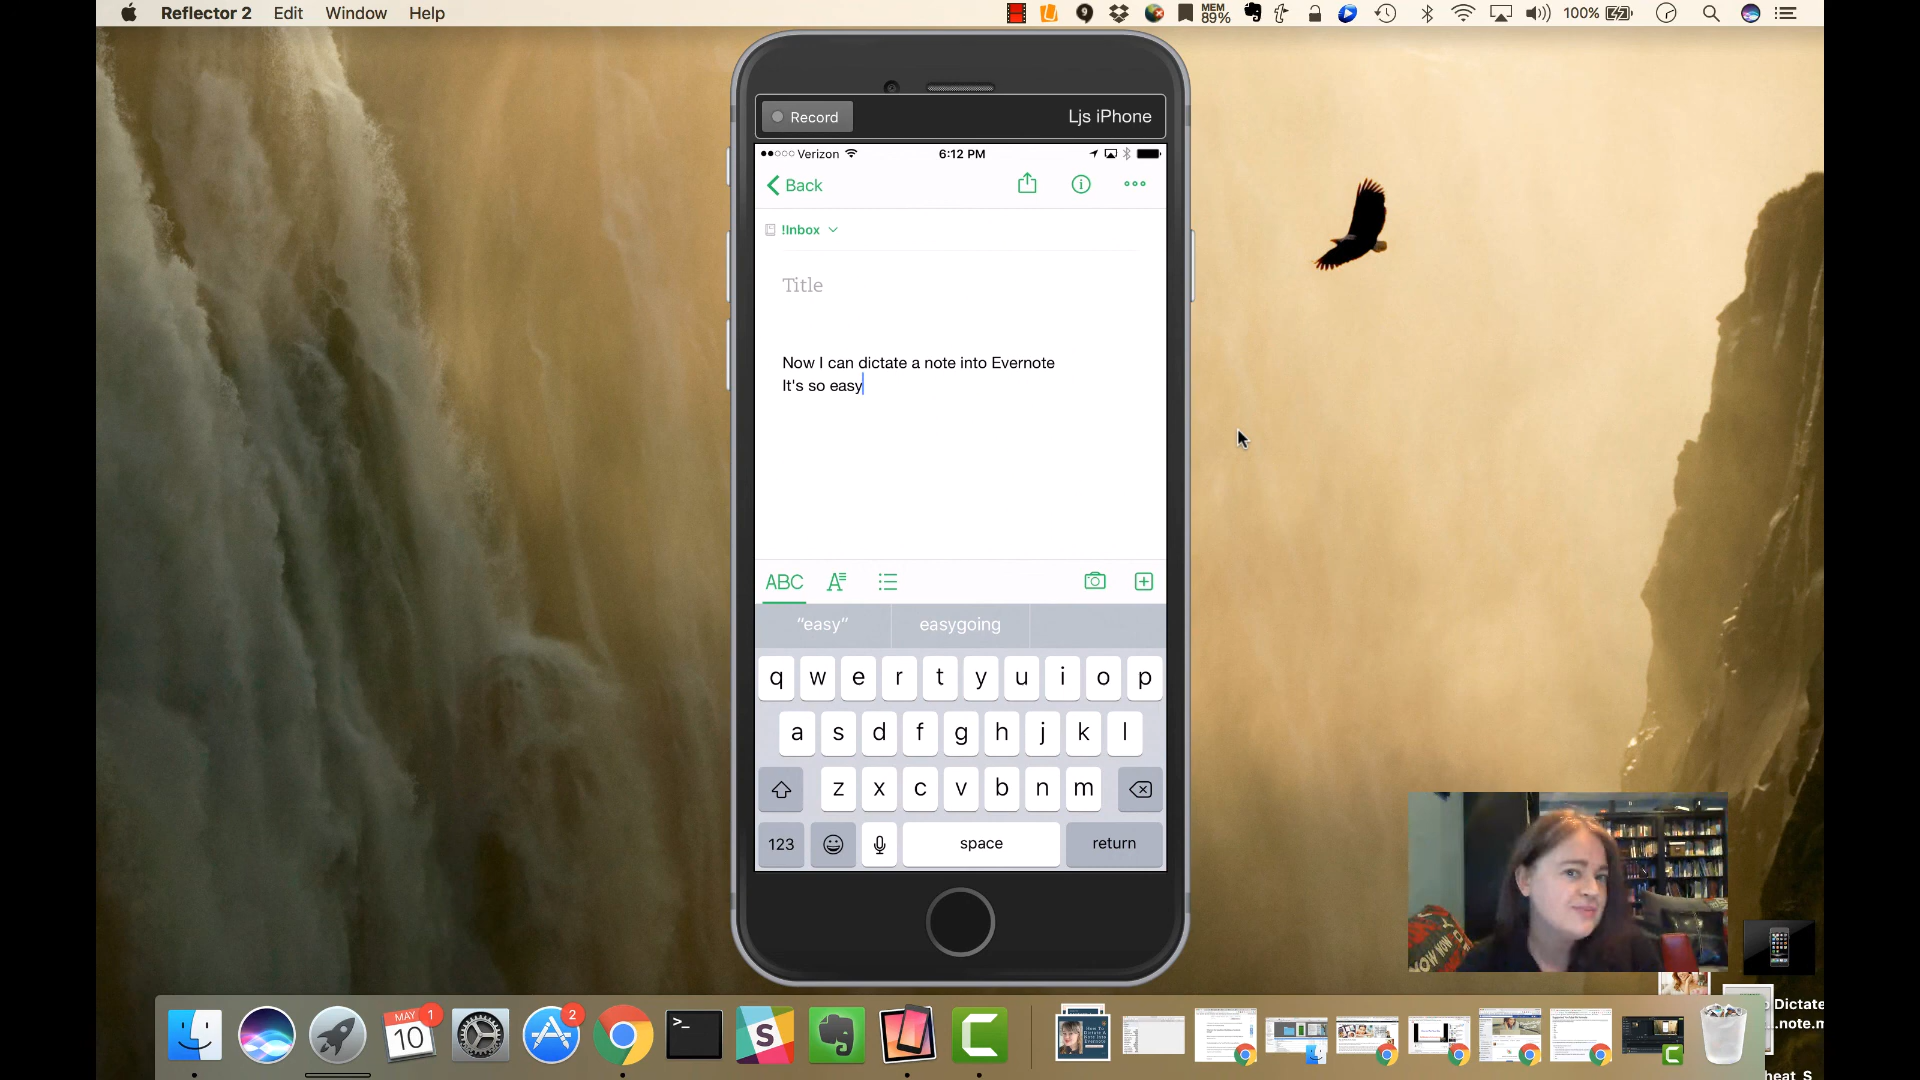 Reflector 2 Edit Window Help
MEM
89%
100%
Record
Ljs iPhone
Verizon
6:12 PM
Back
!Inbox
Title
Now I can dictate a note into Evernote
It's so easy
ABC
"easy" easygoing
q w e r t y u i o p
a s d f g h j k l
z x c v b n m
123 space return
MAY
10
1
2
Dictate
.note.m
heat_S